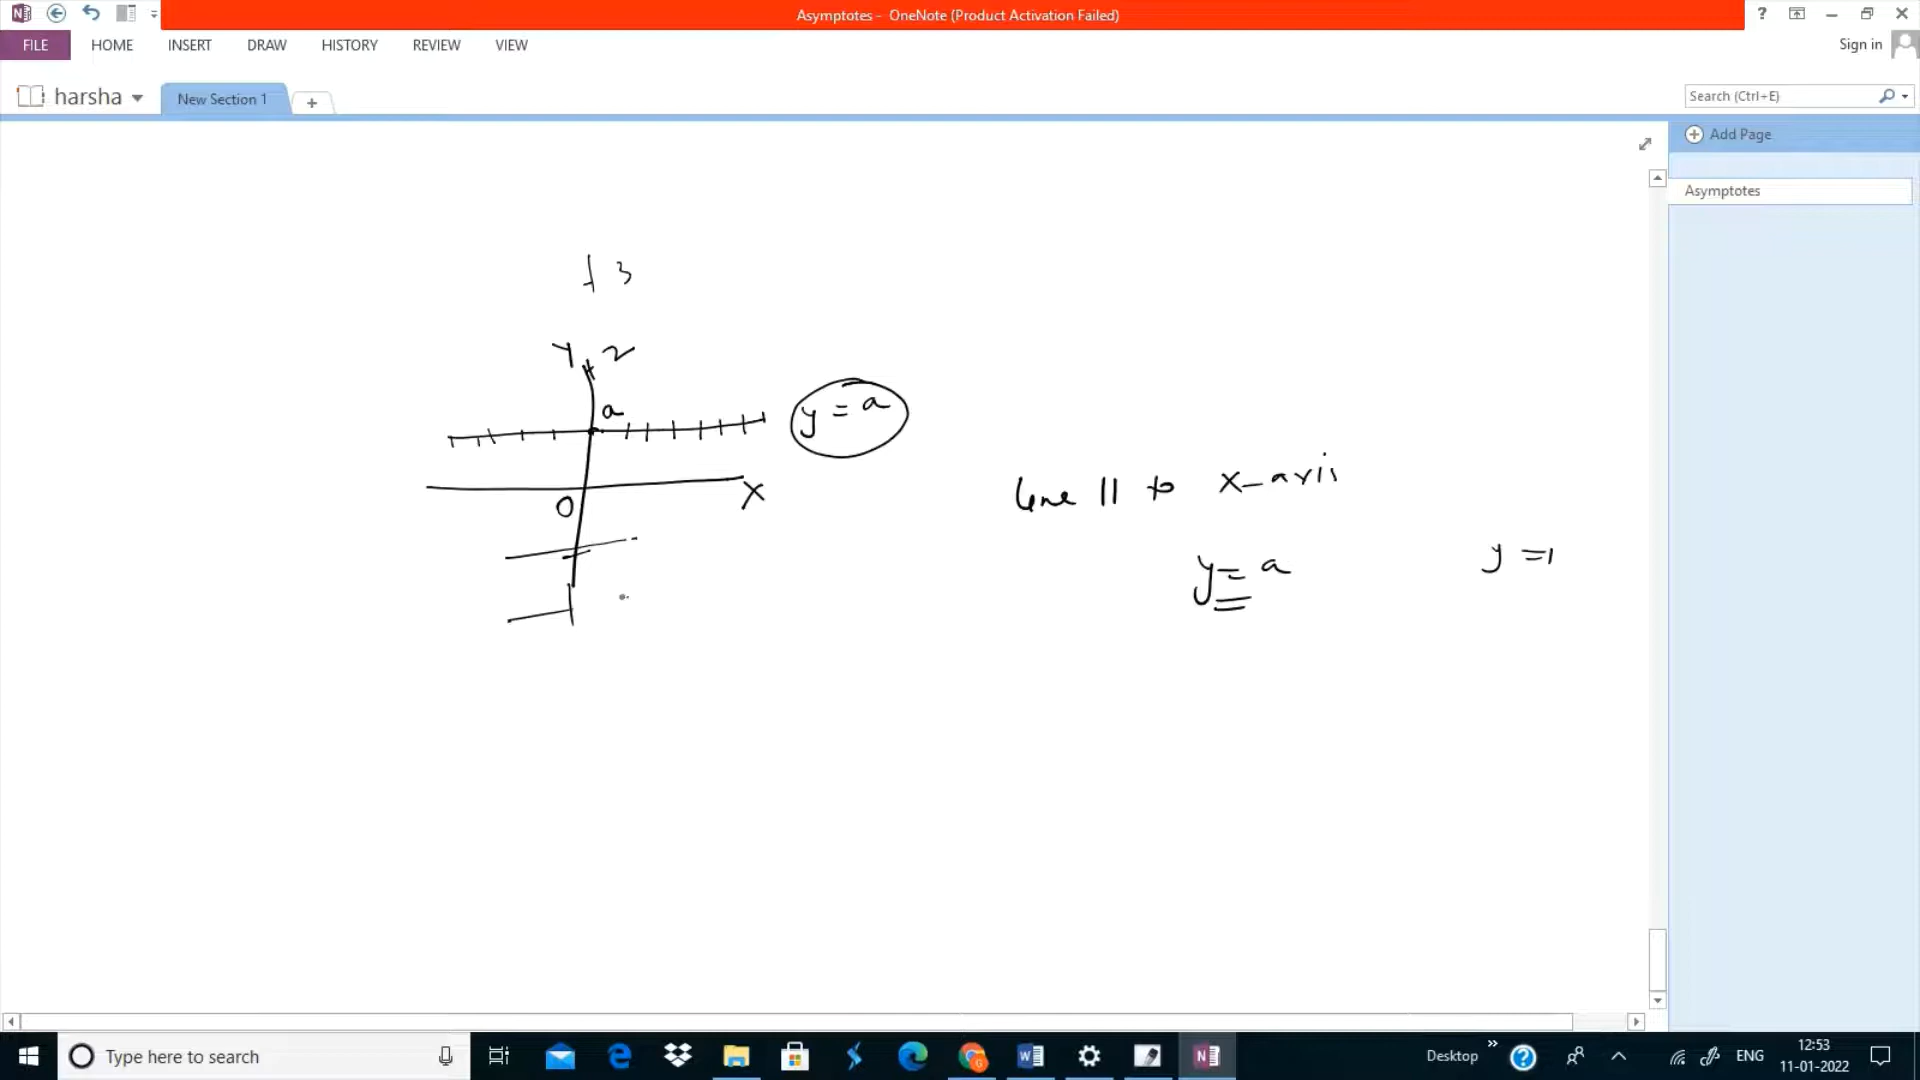 Asymptotes - OneNote (Product Activation Failed)
?
FILE HOME INSERT DRAW HISTORY REVIEW VIEW
Sign in
harsha
New Section 1
+
Search (Ctrl+E)
Add Page
Asymptotes
3
Y 2
a
y = a
O X
line || to x-axis
y = a
y = 1
Type here to search
Desktop
ENG
12:53
11-01-2022